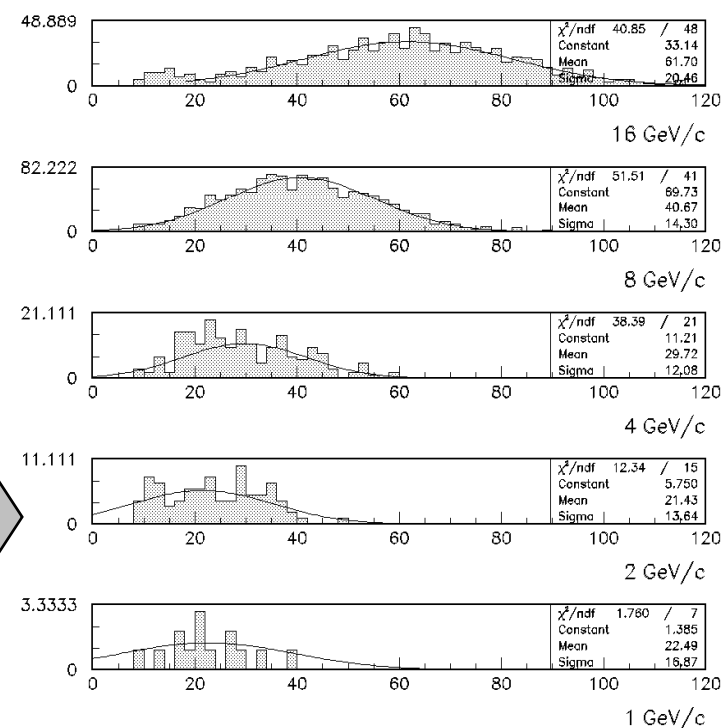 48.889
χ²/ndf 40.85 / 48
Constant 33.14
Mean 61.70
Sigma 20.46
0
0 20 40 60 80 100 120
16 GeV/c
82.222
χ²/ndf 51.51 / 41
Constant 69.73
Mean 40.67
Sigma 14.30
0
0 20 40 60 80 100 120
8 GeV/c
21.111
χ²/ndf 38.39 / 21
Constant 11.21
Mean 29.72
Sigma 12.08
0
0 20 40 60 80 100 120
4 GeV/c
11.111
χ²/ndf 12.34 / 15
Constant 5.750
Mean 21.43
Sigma 13.64
0
0 20 40 60 80 100 120
2 GeV/c
3.3333
χ²/ndf 1.760 / 7
Constant 1.385
Mean 22.49
Sigma 16.87
0
0 20 40 60 80 100 120
1 GeV/c